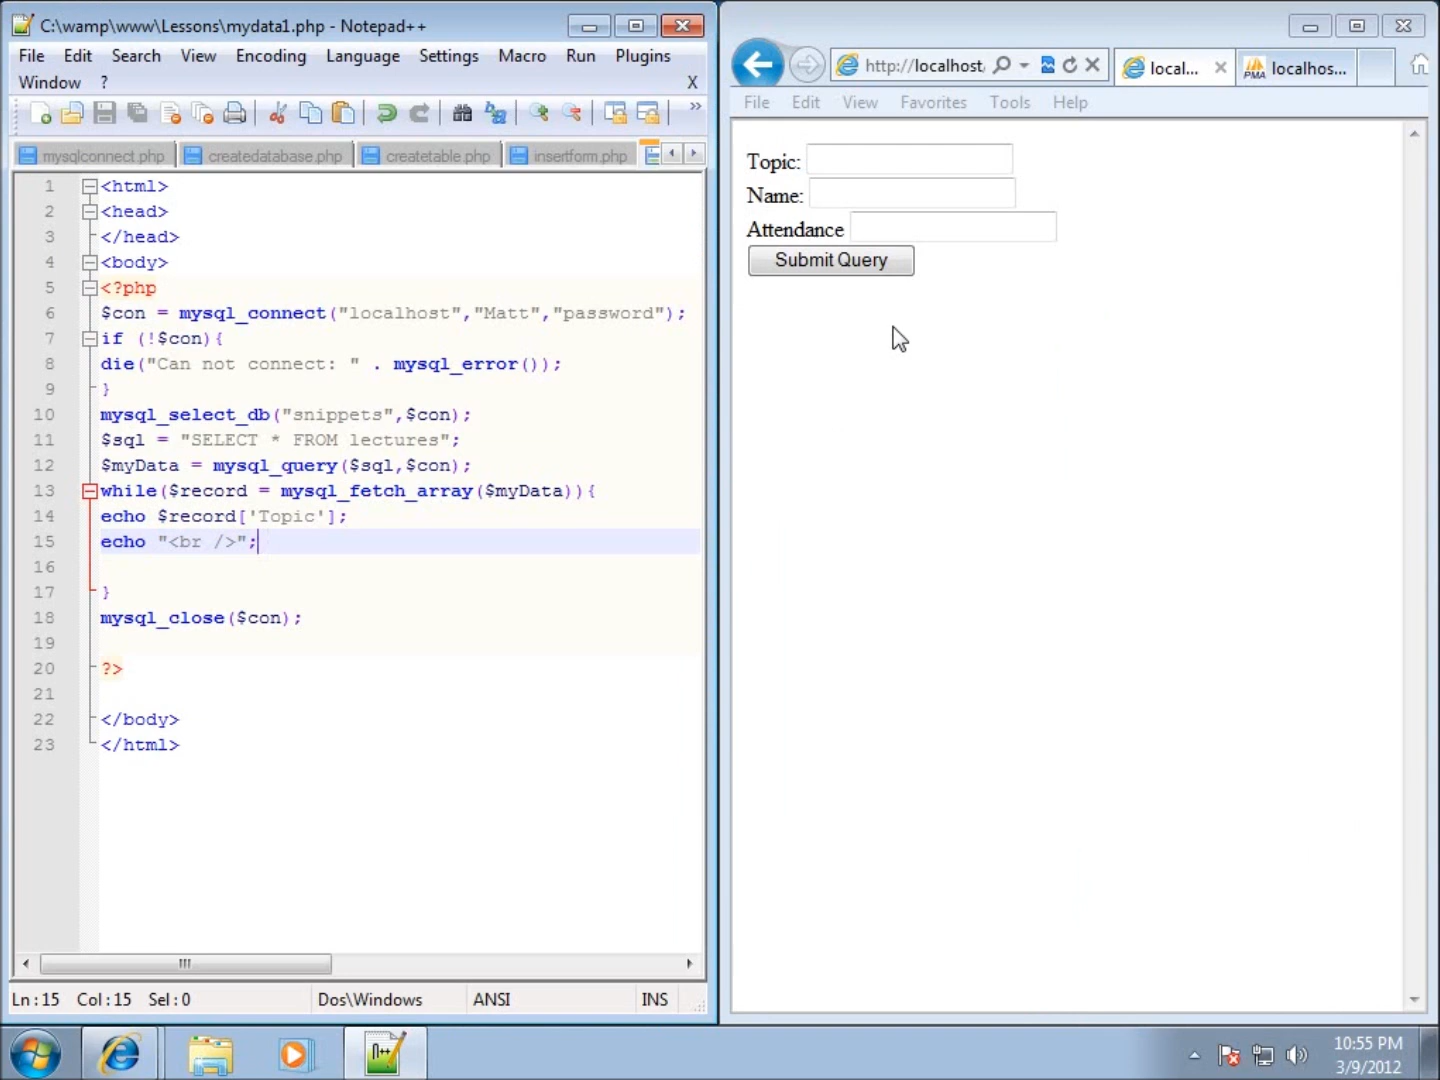 C:\wamp\www\Lessons\mydata1.php - Notepad++
File Edit Search View Encoding Language Settings Macro Run Plugins
Window ? X
mysqlconnect.php createdatabase.php createtable.php insertform.php
1 <html>
2 <head>
3 </head>
4 <body>
5 <?php
6 $con = mysql_connect("localhost","Matt","password");
7 if (!$con){
8 die("Can not connect: " . mysql_error());
9 }
10 mysql_select_db("snippets",$con);
11 $sql = "SELECT * FROM lectures";
12 $myData = mysql_query($sql,$con);
13 while($record = mysql_fetch_array($myData)){
14 echo $record['Topic'];
15 echo "<br />";
16
17 }
18 mysql_close($con);
19
20 ?>
21
22 </body>
23 </html>
Ln:15 Col:15 Sel:0 Dos\Windows ANSI INS
http://localhost. local... PMA localhos...
File Edit View Favorites Tools Help
Topic:
Name:
Attendance
Submit Query
n++
10:55 PM
3/9/2012